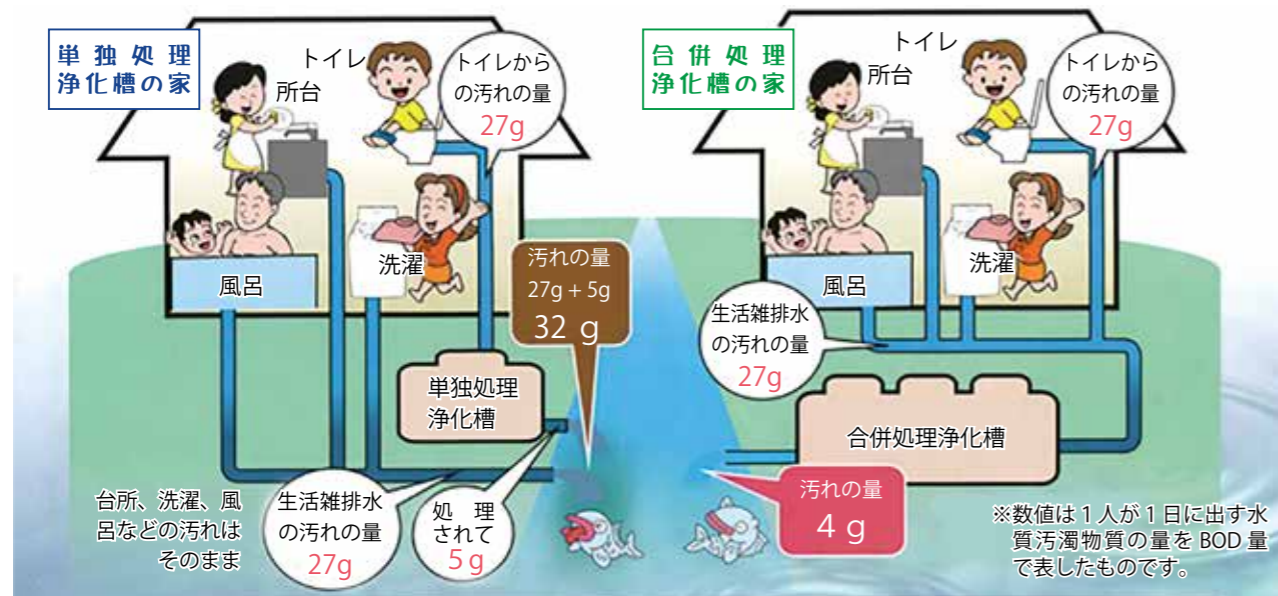 単独処理
浄化槽の家
トイレ
所台
トイレから
の汚れの量
27g
風呂
洗濯
汚れの量
27g + 5g
32 g
単独処理
浄化槽
台所、洗濯、風
呂などの汚れは
そのまま
生活雑排水
の汚れの量
27g
処理
されて
5g
合併処理
浄化槽の家
トイレ
所台
トイレから
の汚れの量
27g
風呂
洗濯
生活雑排水
の汚れの量
27g
合併処理浄化槽
汚れの量
4 g
※数値は1人が1日に出す水
質汚濁物質の量をBOD量
で表したものです。